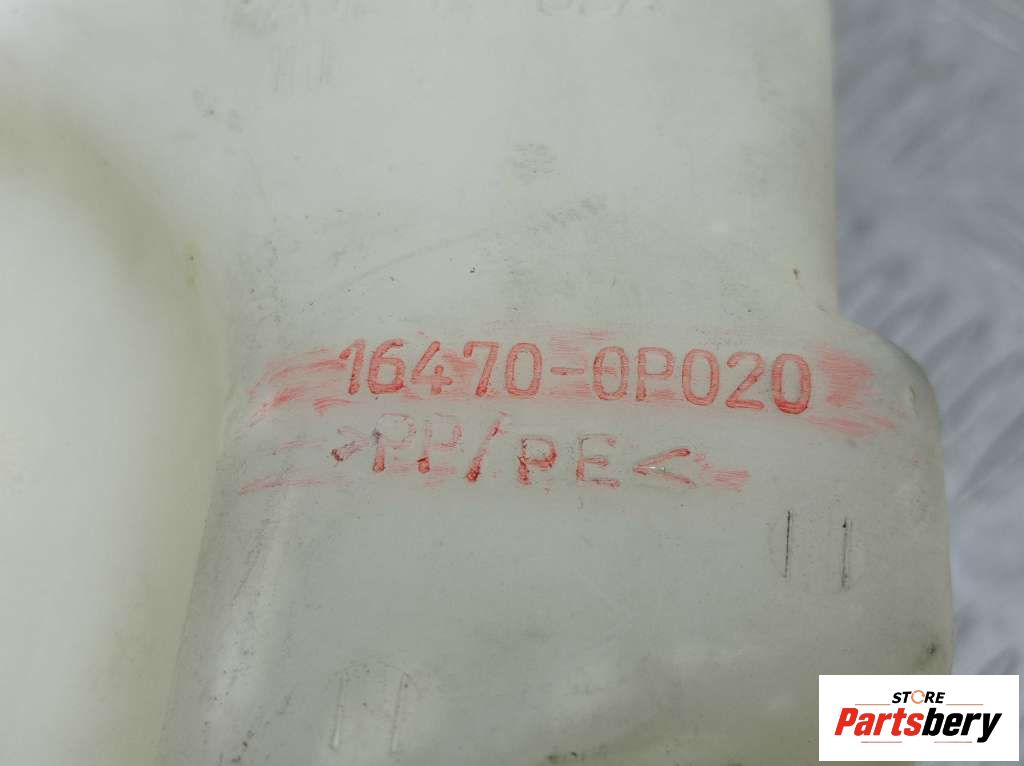 16470-0P020
>PP/PE<
STORE
Partsbery